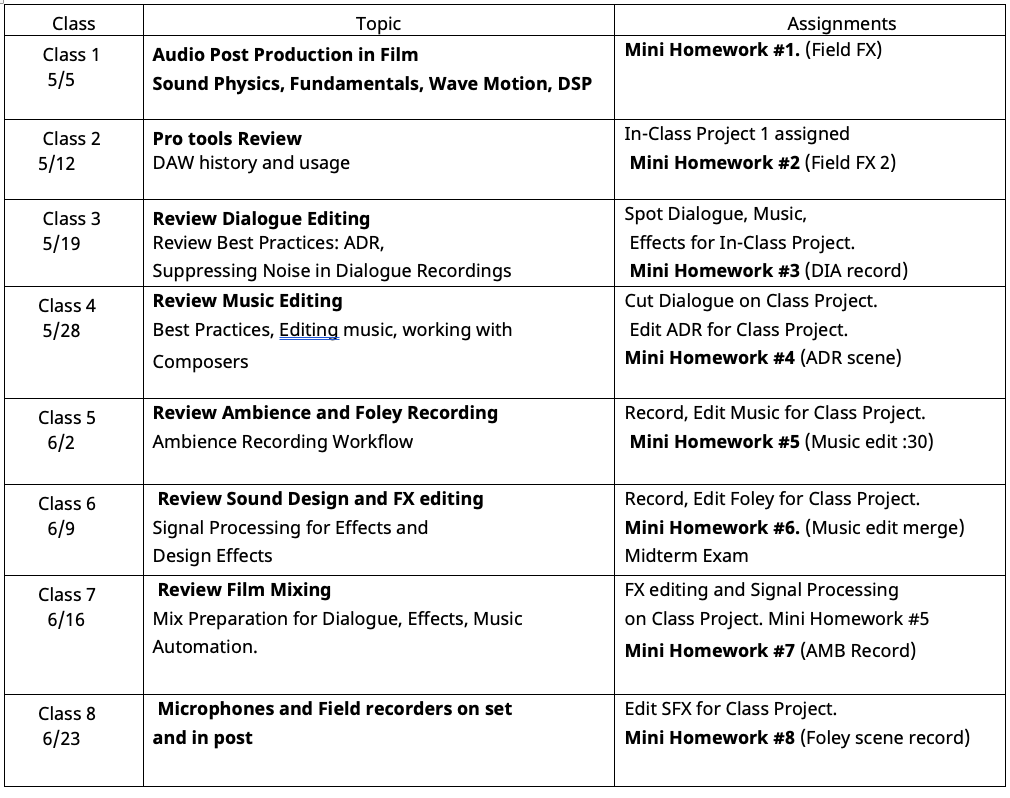 Class Topic Assignments
Class 1
5/5
Audio Post Production in Film
Sound Physics, Fundamentals, Wave Motion, DSP
Mini Homework #1. (Field FX)
Class 2
5/12
Pro tools Review
DAW history and usage
In-Class Project 1 assigned
Mini Homework #2 (Field FX 2)
Class 3
5/19
Review Dialogue Editing
Review Best Practices: ADR,
Suppressing Noise in Dialogue Recordings
Spot Dialogue, Music,
Effects for In-Class Project.
Mini Homework #3 (DIA record)
Class 4
5/28
Review Music Editing
Best Practices, Editing music, working with
Composers
Cut Dialogue on Class Project.
Edit ADR for Class Project.
Mini Homework #4 (ADR scene)
Class 5
6/2
Review Ambience and Foley Recording
Ambience Recording Workflow
Record, Edit Music for Class Project.
Mini Homework #5 (Music edit :30)
Class 6
6/9
Review Sound Design and FX editing
Signal Processing for Effects and
Design Effects
Record, Edit Foley for Class Project.
Mini Homework #6. (Music edit merge)
Midterm Exam
Class 7
6/16
Review Film Mixing
Mix Preparation for Dialogue, Effects, Music
Automation.
FX editing and Signal Processing
on Class Project. Mini Homework #5
Mini Homework #7 (AMB Record)
Class 8
6/23
Microphones and Field recorders on set
and in post
Edit SFX for Class Project.
Mini Homework #8 (Foley scene record)